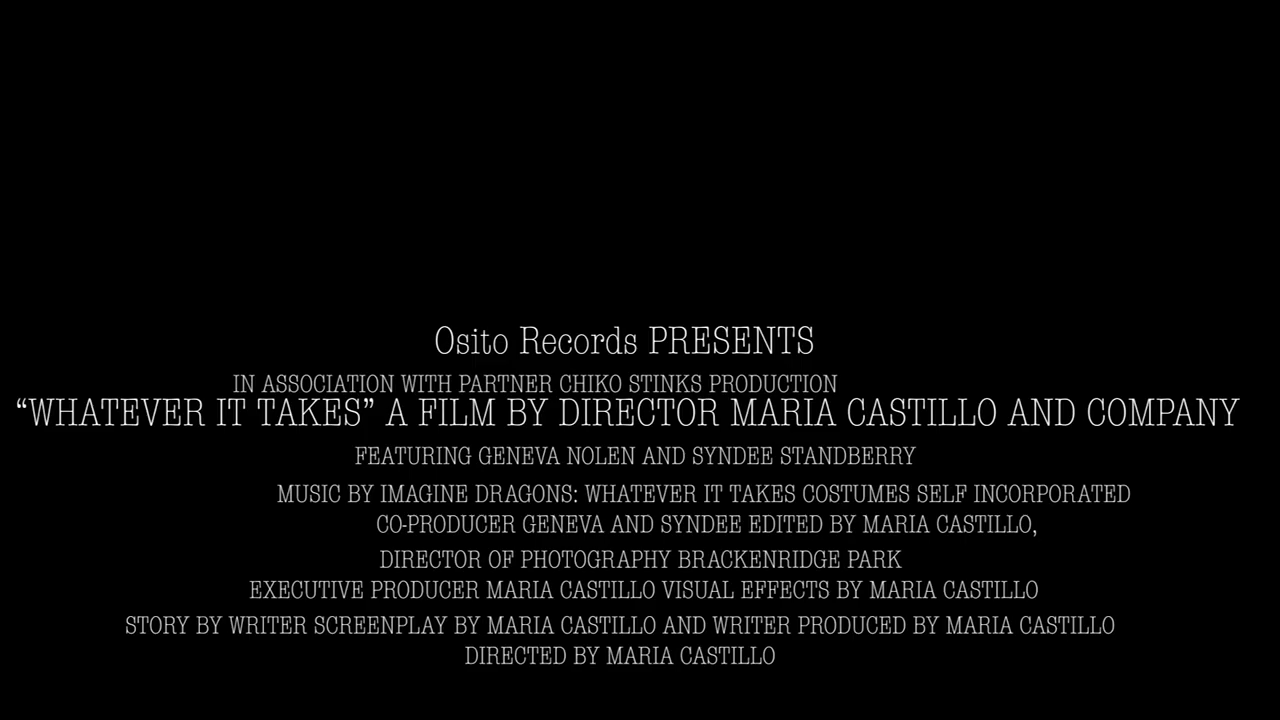 Osito Records PRESENTS
IN ASSOCIATION WITH PARTNER CHIKO STINKS PRODUCTION
“WHATEVER IT TAKES” A FILM BY DIRECTOR MARIA CASTILLO AND COMPANY
FEATURING GENEVA NOLEN AND SYNDEE STANDBERRY
MUSIC BY IMAGINE DRAGONS: WHATEVER IT TAKES COSTUMES SELF INCORPORATED
CO-PRODUCER GENEVA AND SYNDEE EDITED BY MARIA CASTILLO,
DIRECTOR OF PHOTOGRAPHY BRACKENRIDGE PARK
EXECUTIVE PRODUCER MARIA CASTILLO VISUAL EFFECTS BY MARIA CASTILLO
STORY BY WRITER SCREENPLAY BY MARIA CASTILLO AND WRITER PRODUCED BY MARIA CASTILLO
DIRECTED BY MARIA CASTILLO